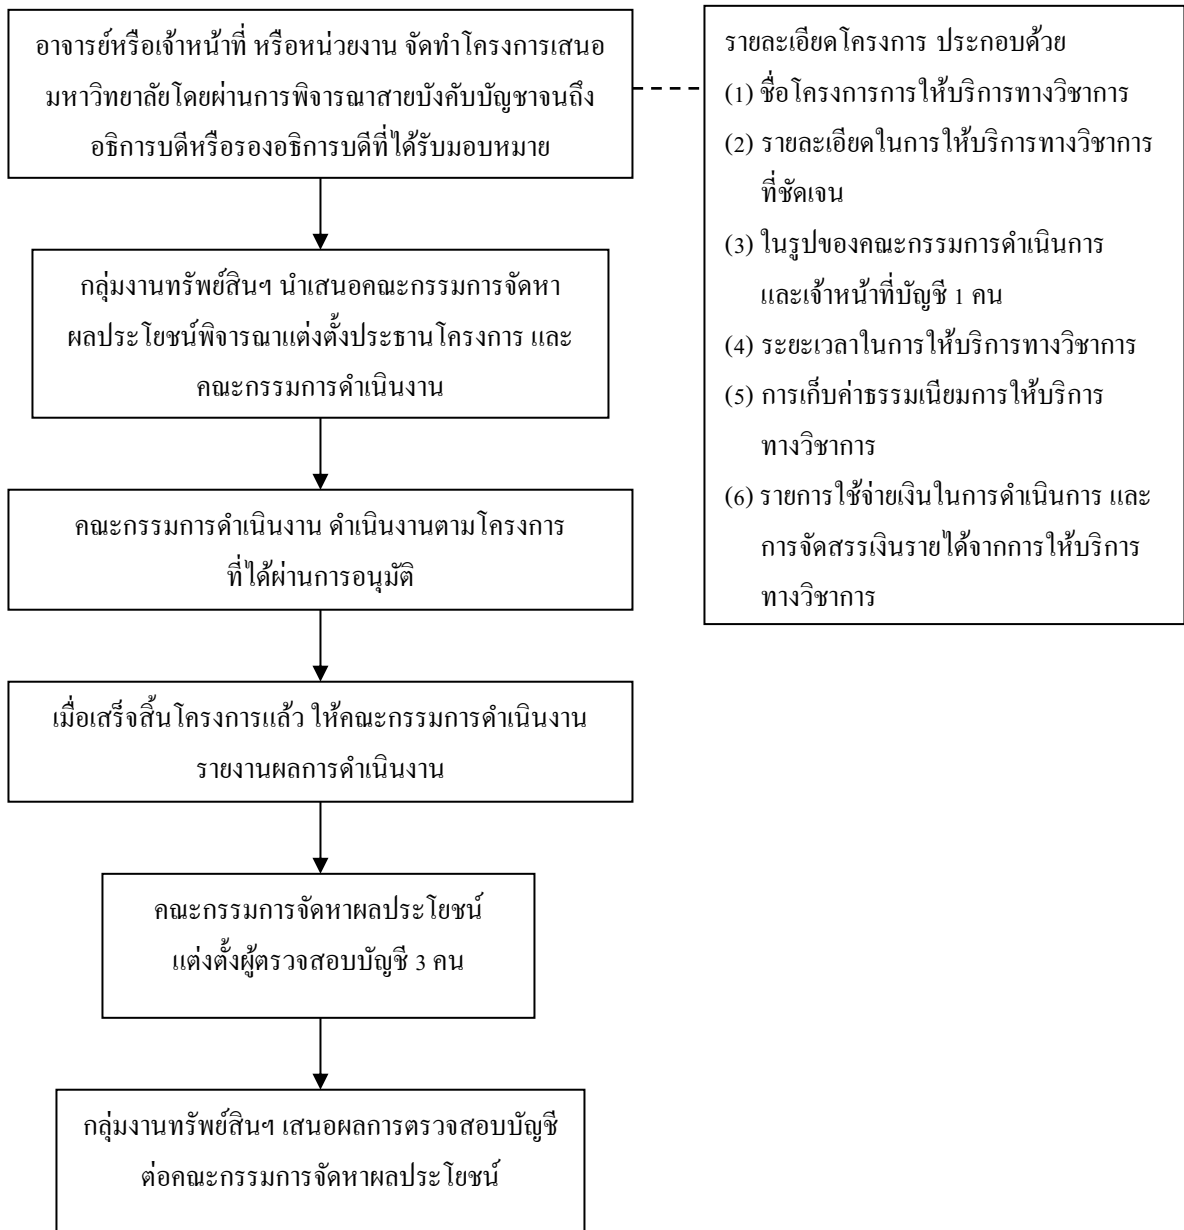 อาจารย์หรือเจ้าหน้าที่ หรือหน่วยงาน จัดทำโครงการเสนอ
มหาวิทยาลัยโดยผ่านการพิจารณาสายบังคับบัญชาจนถึง
อธิการบดีหรือรองอธิการบดีที่ได้รับมอบหมาย
รายละเอียดโครงการ ประกอบด้วย
(1) ชื่อโครงการการให้บริการทางวิชาการ
(2) รายละเอียดในการให้บริการทางวิชาการ
ที่ชัดเจน
(3) ในรูปของคณะกรรมการดำเนินการ
และเจ้าหน้าที่บัญชี 1 คน
(4) ระยะเวลาในการให้บริการทางวิชาการ
(5) การเก็บค่าธรรมเนียมการให้บริการ
ทางวิชาการ
(6) รายการใช้จ่ายเงินในการดำเนินการ และ
การจัดสรรเงินรายได้จากการให้บริการ
ทางวิชาการ
กลุ่มงานทรัพย์สินฯ นำเสนอคณะกรรมการจัดหา
ผลประโยชน์พิจารณาแต่งตั้งประธานโครงการ และ
คณะกรรมการดำเนินงาน
คณะกรรมการดำเนินงาน ดำเนินงานตามโครงการ
ที่ได้ผ่านการอนุมัติ
เมื่อเสร็จสิ้นโครงการแล้ว ให้คณะกรรมการดำเนินงาน
รายงานผลการดำเนินงาน
คณะกรรมการจัดหาผลประโยชน์
แต่งตั้งผู้ตรวจสอบบัญชี 3 คน
กลุ่มงานทรัพย์สินฯ เสนอผลการตรวจสอบบัญชี
ต่อคณะกรรมการจัดหาผลประโยชน์